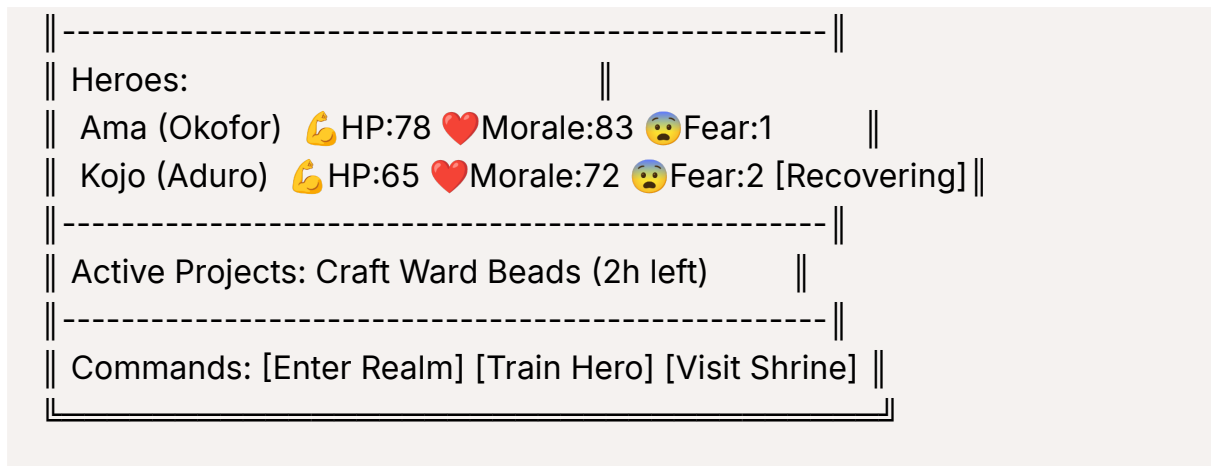 ║----------------------------------------------------║
║ Heroes:                                                  ║
║  Ama (Okofor)  💪HP:78 ❤️Morale:83 😨Fear:1           ║
║  Kojo (Aduro)  💪HP:65 ❤️Morale:72 😨Fear:2 [Recovering]║
║----------------------------------------------------║
║ Active Projects: Craft Ward Beads (2h left)          ║
║----------------------------------------------------║
║ Commands: [Enter Realm] [Train Hero] [Visit Shrine] ║
╚════════════════════════════════════╝